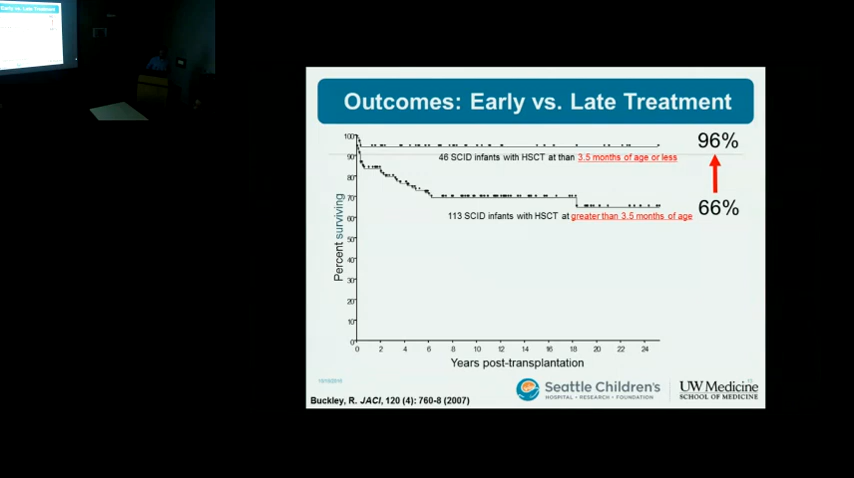 Early vs. Late Treatment
Outcomes: Early vs. Late Treatment
100
90
80
70
60
50
40
30
20
10
0
Percent surviving
46 SCID infants with HSCT at than 3.5 months of age or less
96%
66%
113 SCID infants with HSCT at greater than 3.5 months of age
0 2 4 6 8 10 12 14 16 18 20 22 24
Years post-transplantation
Seattle Children's
HOSPITAL • RESEARCH • FOUNDATION
UW Medicine
SCHOOL OF MEDICINE
Buckley, R. JACI, 120 (4): 760-8 (2007)